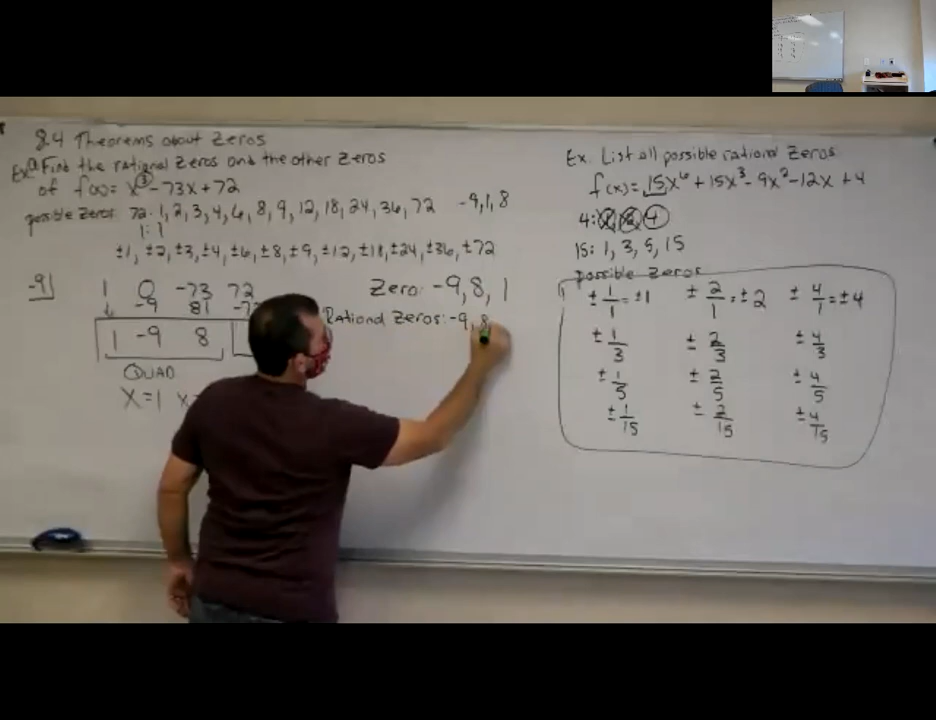 8.4 Theorems about Zeros
Ex. Find the rational zeros and the other zeros
of f(x)= x³-73x+72
possible zeros: 72: 1, 2, 3, 4, 6, 8, 9, 12, 18, 24, 36, 72 -9, 1, 8
1: 1
±1, ±2, ±3, ±4, ±6, ±8, ±9, ±12, ±18, ±24, ±36, ±72
-9| 1 0 -73 72
↓ -9 81 -7
1 -9 8
QUAD
X=1 x
Zero: -9, 8, 1
Rational Zeros: -9, 8
Ex. List all possible rational zeros
f(x)= 15x⁶ + 15x³ - 9x² - 12x + 4
4: 1, 2, 4
15: 1, 3, 5, 15
possible zeros
± 1/1 = ±1 ± 2/1 = ±2 ± 4/1 = ±4
± 1/3 ± 2/3 ± 4/3
± 1/5 ± 2/5 ± 4/5
± 1/15 ± 2/15 ± 4/15